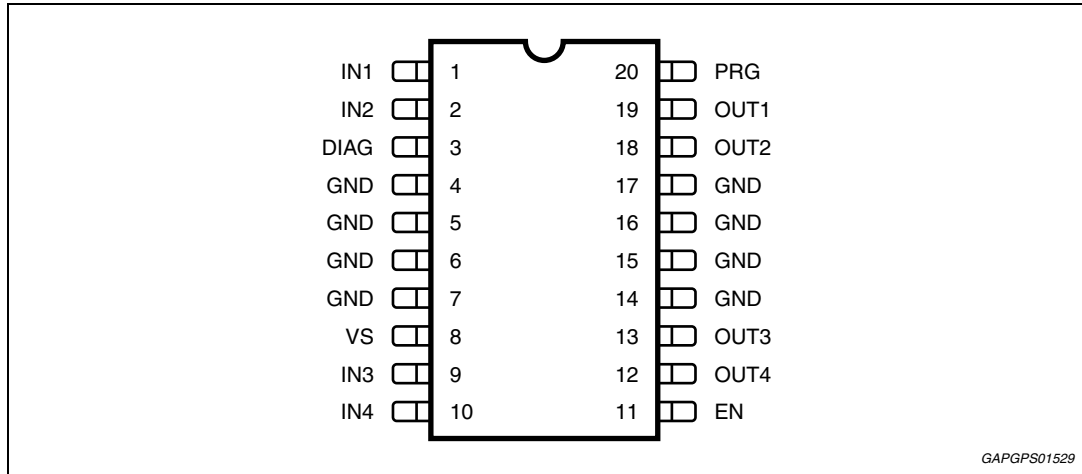 IN1 1 20 PRG
IN2 2 19 OUT1
DIAG 3 18 OUT2
GND 4 17 GND
GND 5 16 GND
GND 6 15 GND
GND 7 14 GND
VS 8 13 OUT3
IN3 9 12 OUT4
IN4 10 11 EN
GAPGPS01529